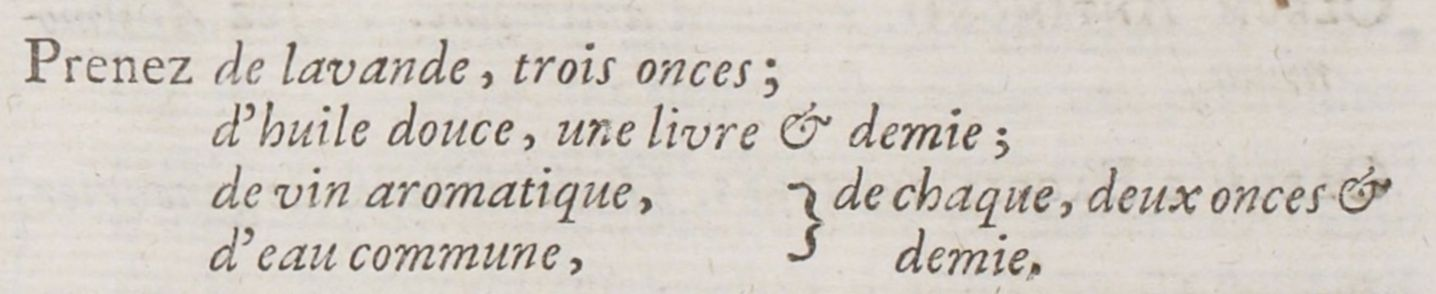 Prenez de lavande, trois onces;
d'huile douce, une livre & demie;
de vin aromatique, } de chaque, deux onces &
d'eau commune, } demie.